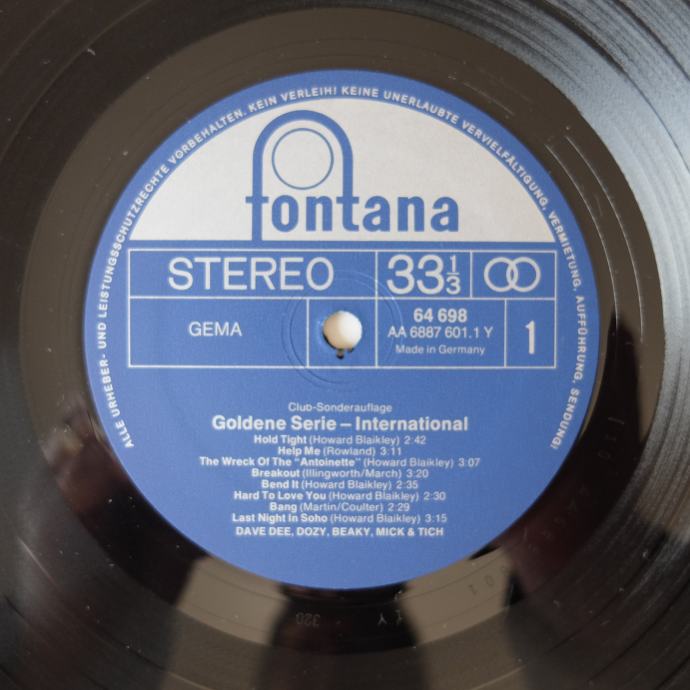 ALLE URHEBER- UND LEISTUNGSSCHUTZRECHTE VORBEHALTEN. KEIN VERLEIH! KEINE UNERLAUBTE VERVIELFÄLTIGUNG, VERMIETUNG, AUFFÜHRUNG, SENDUNG!
fontana
STEREO 33 1/3
GEMA
64 698
AA 6887 601.1 Y
Made in Germany
1
Club-Sonderauflage
Goldene Serie – International
Hold Tight (Howard Blaikley) 2:42
Help Me (Rowland) 3:11
The Wreck Of The "Antoinette" (Howard Blaikley) 3:07
Breakout (Illingworth/March) 3:20
Bend It (Howard Blaikley) 2:35
Hard To Love You (Howard Blaikley) 2:30
Bang (Martin/Coulter) 2:29
Last Night In Soho (Howard Blaikley) 3:15
DAVE DEE, DOZY, BEAKY, MICK & TICH
320